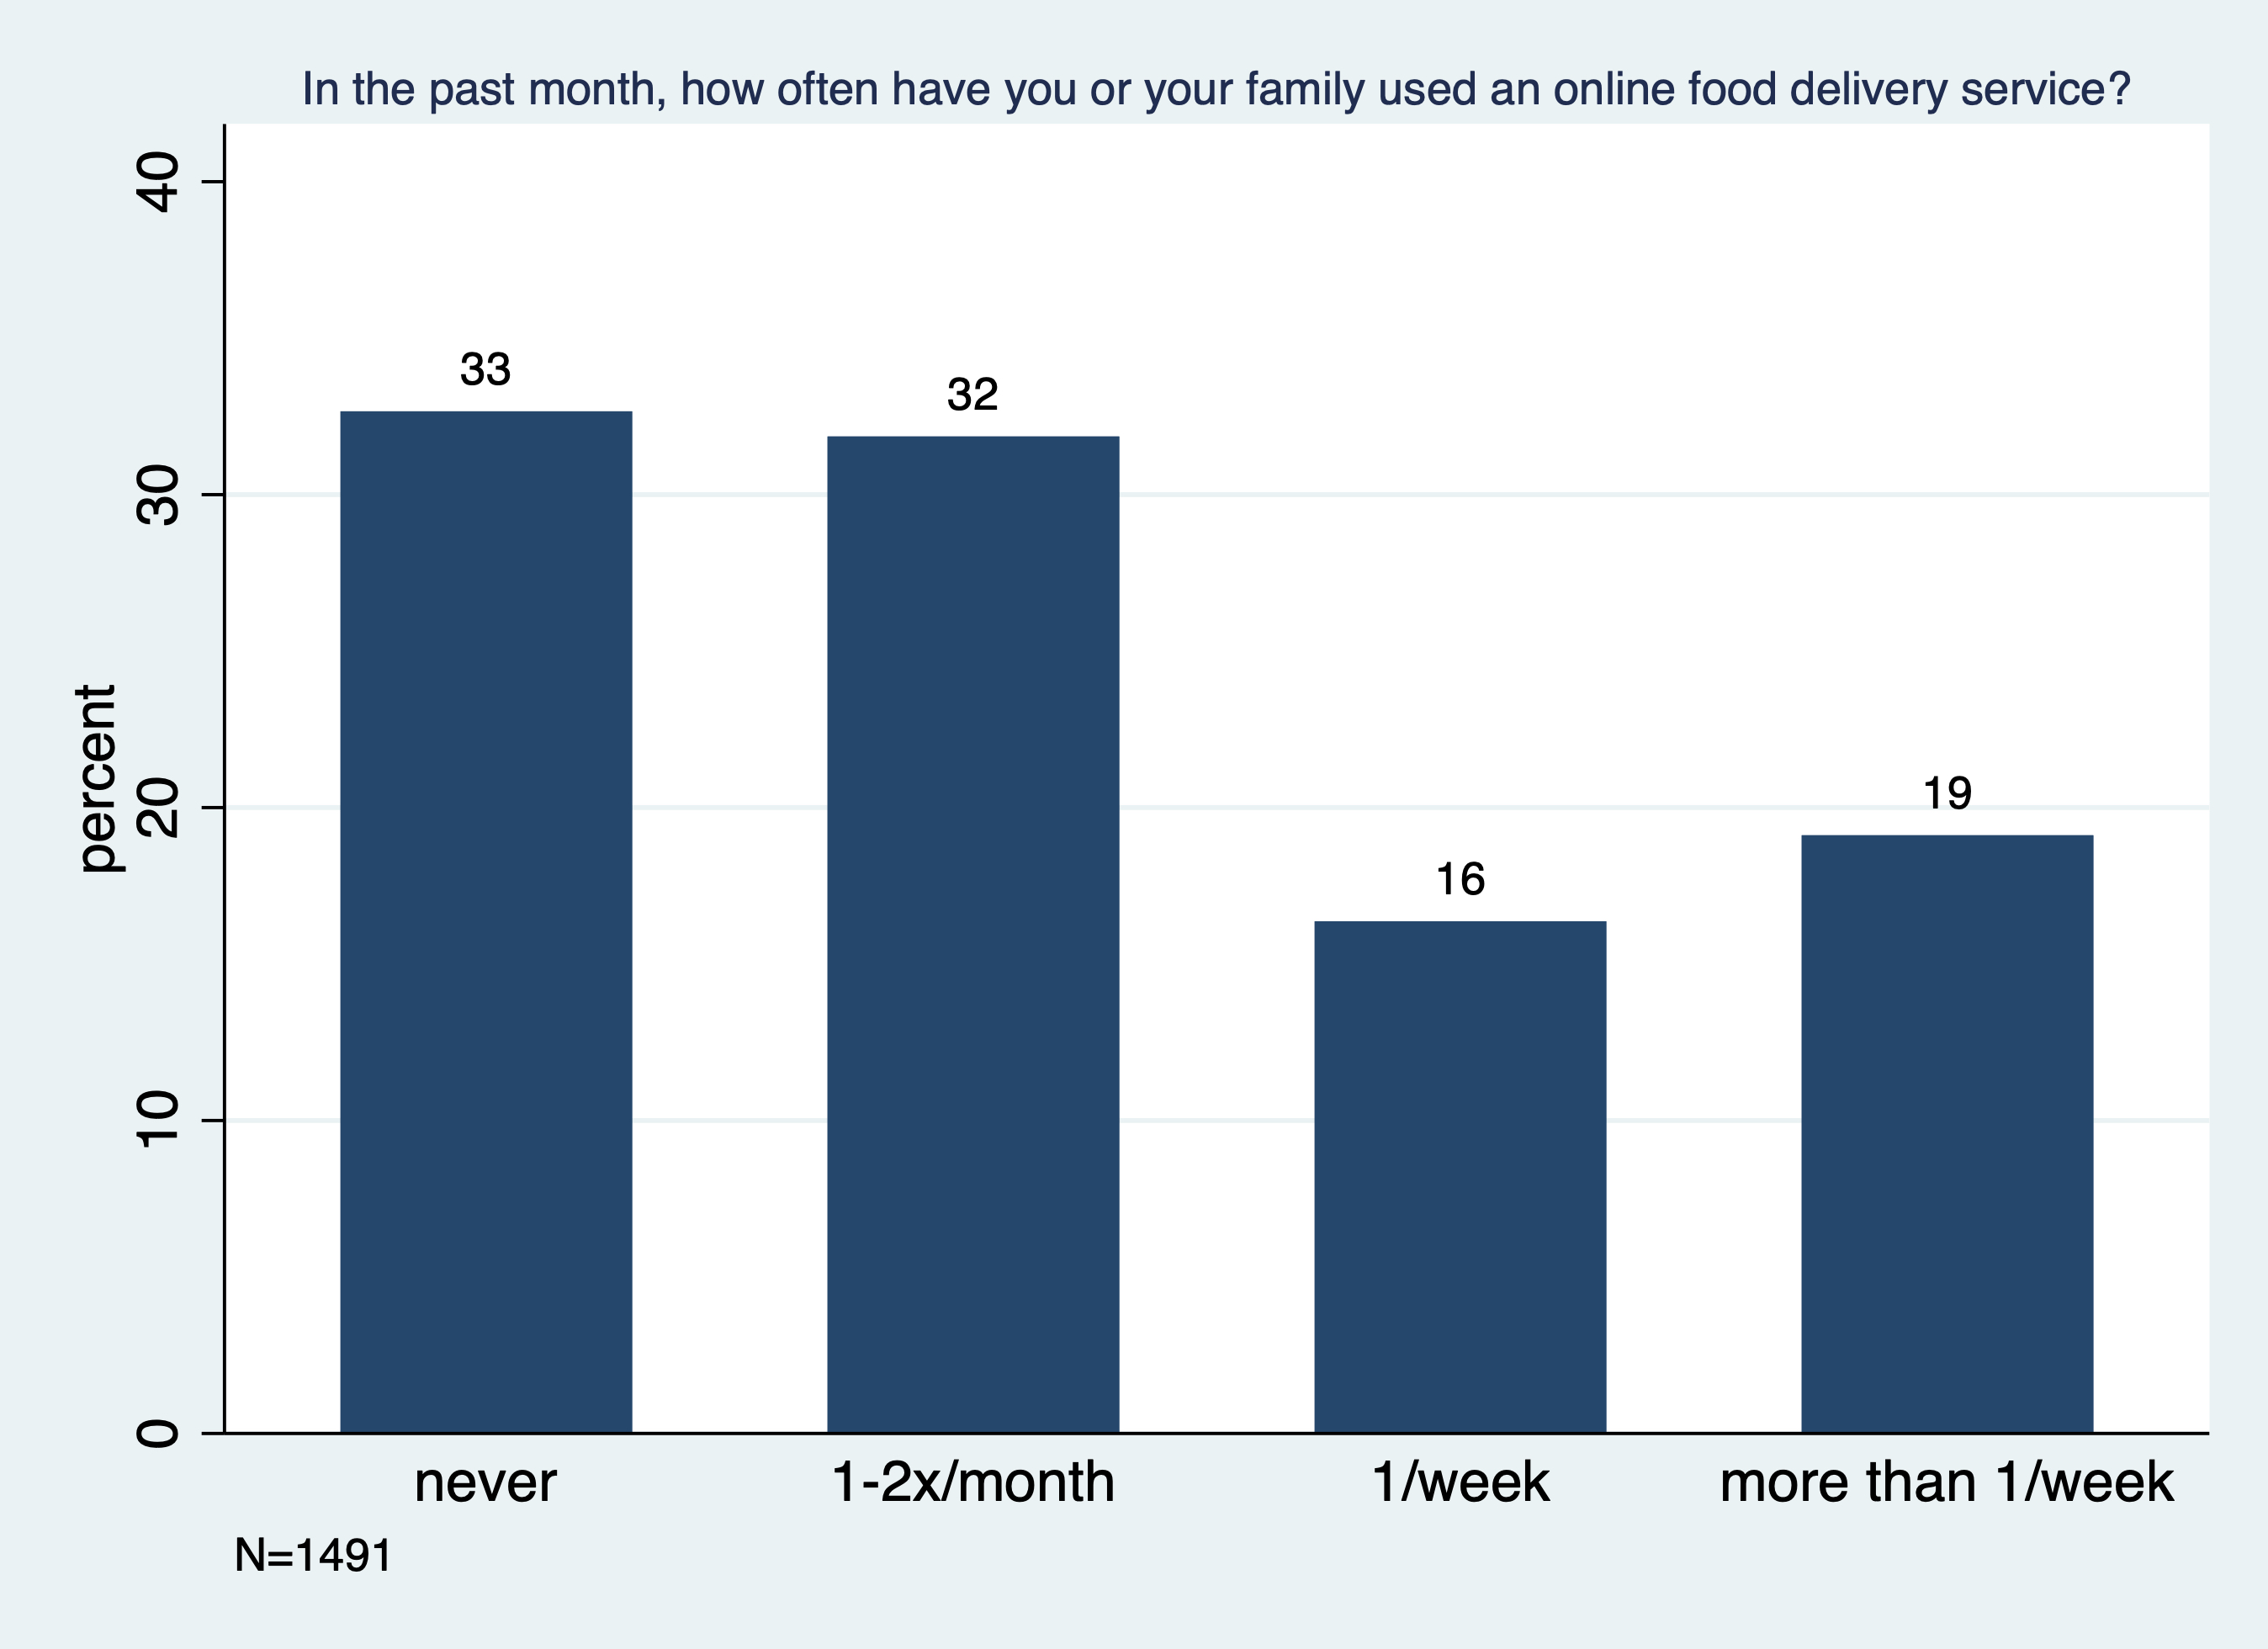 In the past month, how often have you or your family used an online food delivery service?
percent
40
30
20
10
0
33
32
16
19
never
1-2x/month
1/week
more than 1/week
N=1491